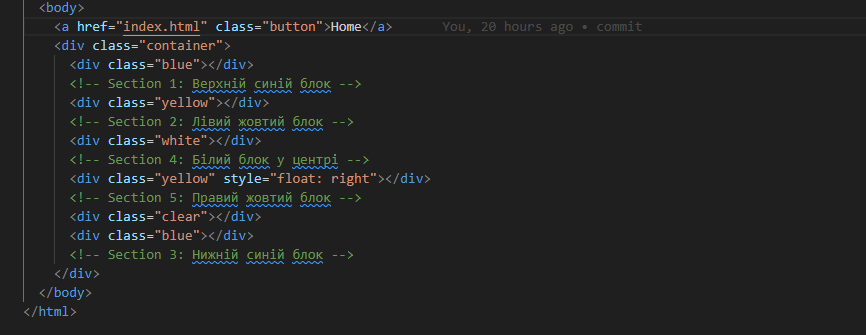 <body>
<a href="index.html" class="button">Home</a> You, 20 hours ago • commit
<div class="container">
<div class="blue"></div>
<!-- Section 1: Верхній синій блок -->
<div class="yellow"></div>
<!-- Section 2: Лівий жовтий блок -->
<div class="white"></div>
<!-- Section 4: Білий блок у центрі -->
<div class="yellow" style="float: right"></div>
<!-- Section 5: Правий жовтий блок -->
<div class="clear"></div>
<div class="blue"></div>
<!-- Section 3: Нижній синій блок -->
</div>
</body>
</html>